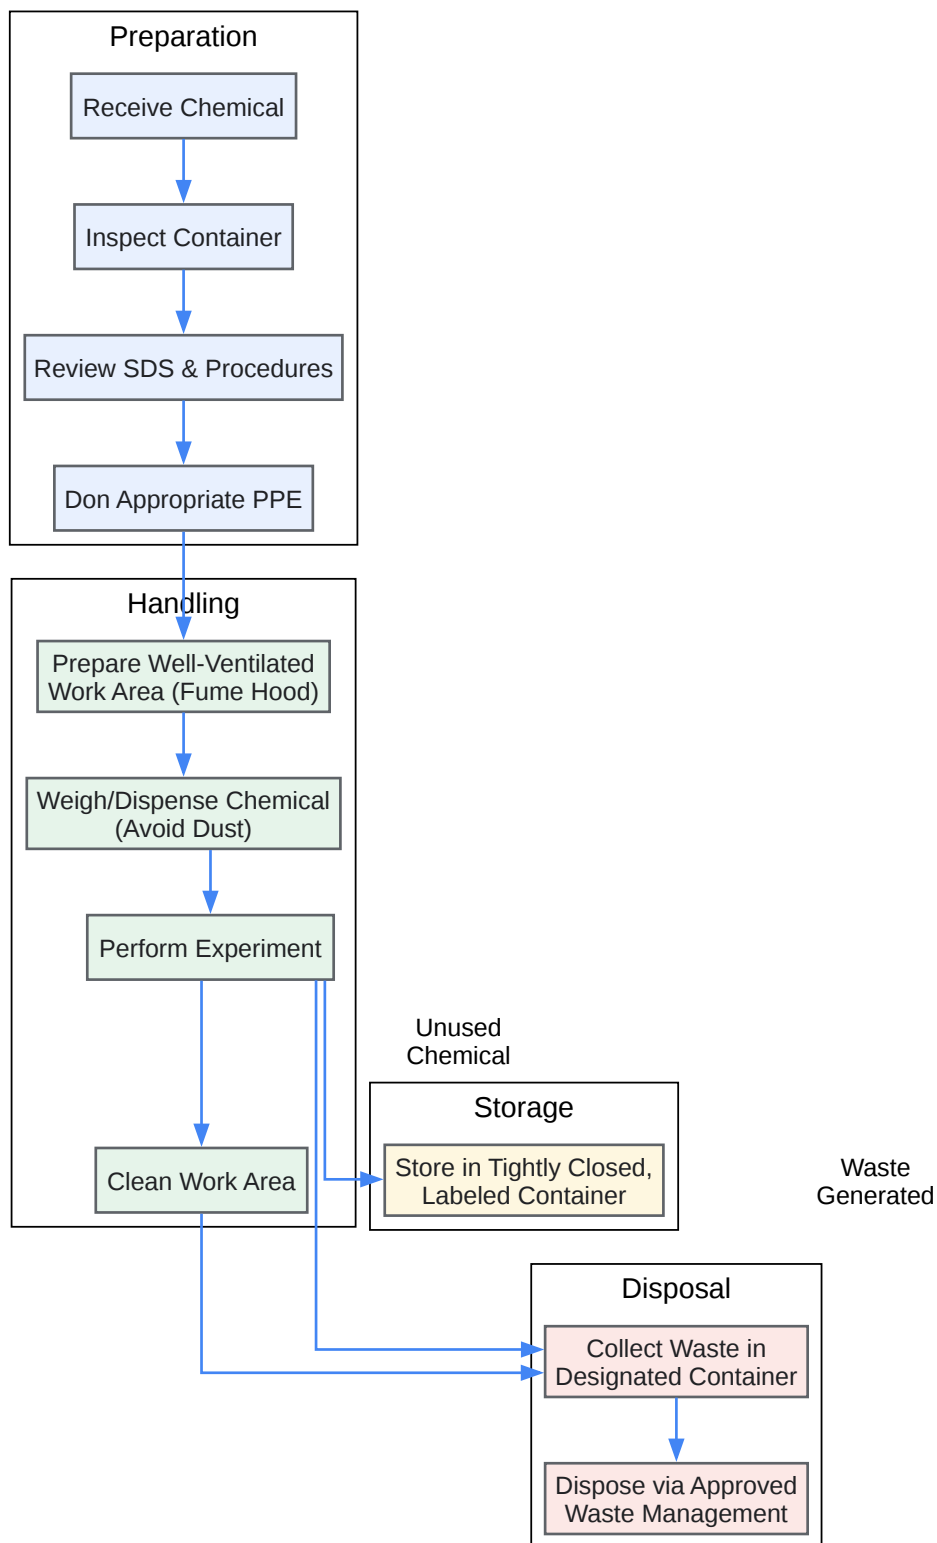 Preparation
Receive Chemical
Inspect Container
Review SDS & Procedures
Don Appropriate PPE
Handling
Prepare Well-Ventilated
Work Area (Fume Hood)
Weigh/Dispense Chemical
(Avoid Dust)
Perform Experiment
Unused
Chemical
Storage
Store in Tightly Closed,
Labeled Container
Clean Work Area
Waste
Generated
Disposal
Collect Waste in
Designated Container
Dispose via Approved
Waste Management